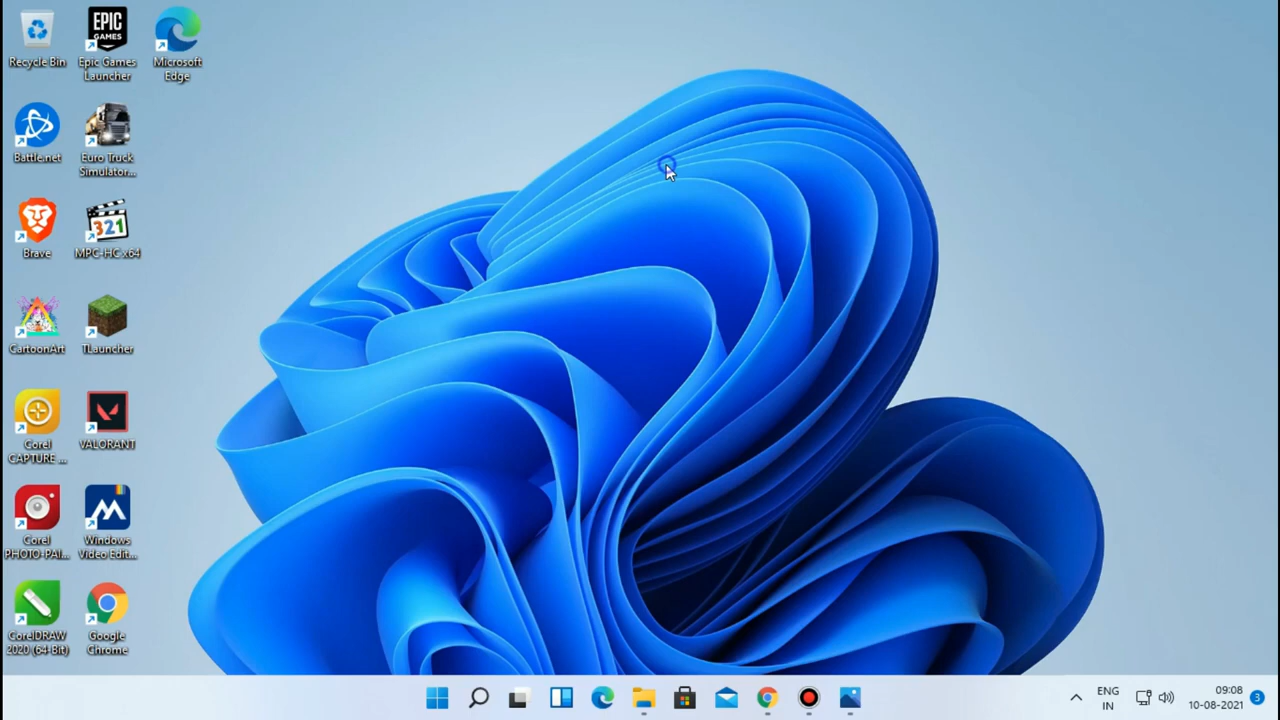 Recycle Bin
EPIC
GAMES
Epic Games
Launcher
Microsoft
Edge
Battle.net
Euro Truck
Simulator...
Brave
321
MPC-HC x64
CartoonArt
TLauncher
Corel
CAPTURE ...
VALORANT
Corel
PHOTO-PAI...
Windows
Video Edit...
CorelDRAW
2020 (64-Bit)
Google
Chrome
ENG
IN
09:08
10-08-2021
3